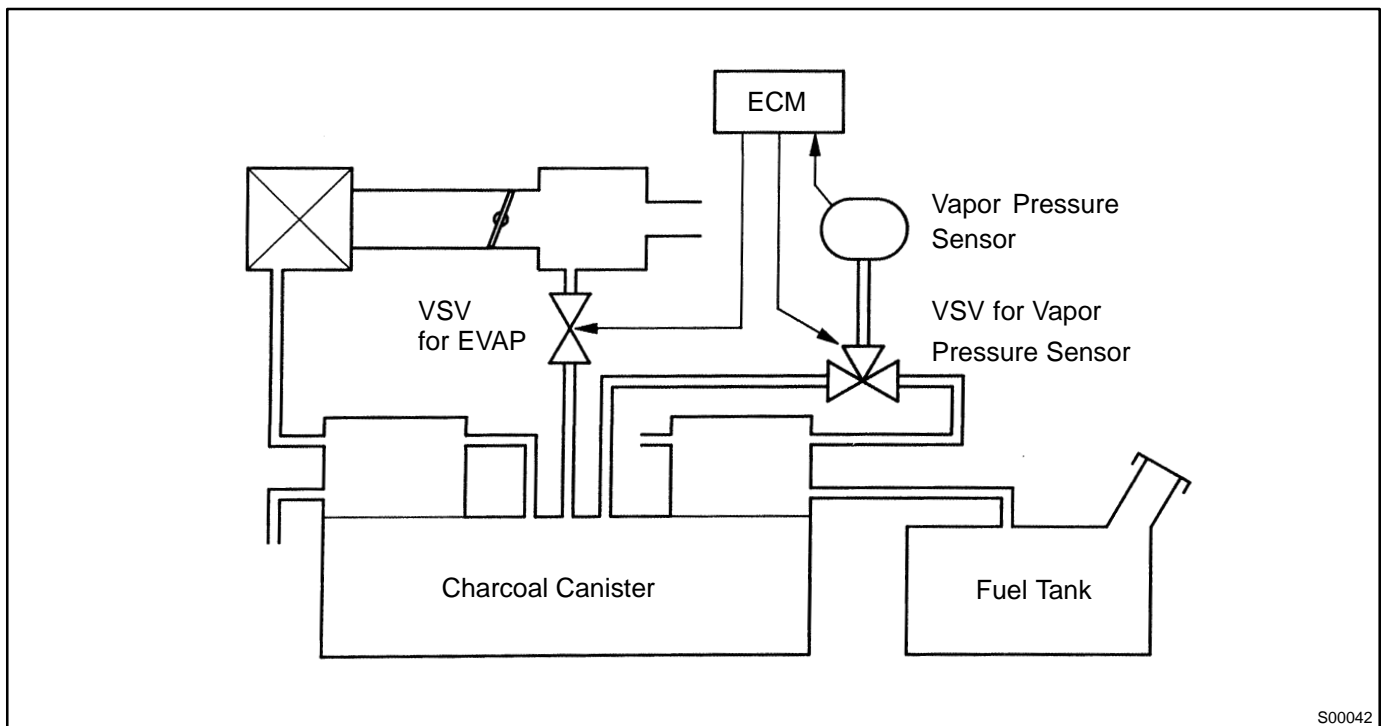 ECM
Vapor Pressure
Sensor
VSV
for EVAP
VSV for Vapor
Pressure Sensor
Charcoal Canister
Fuel Tank
S00042